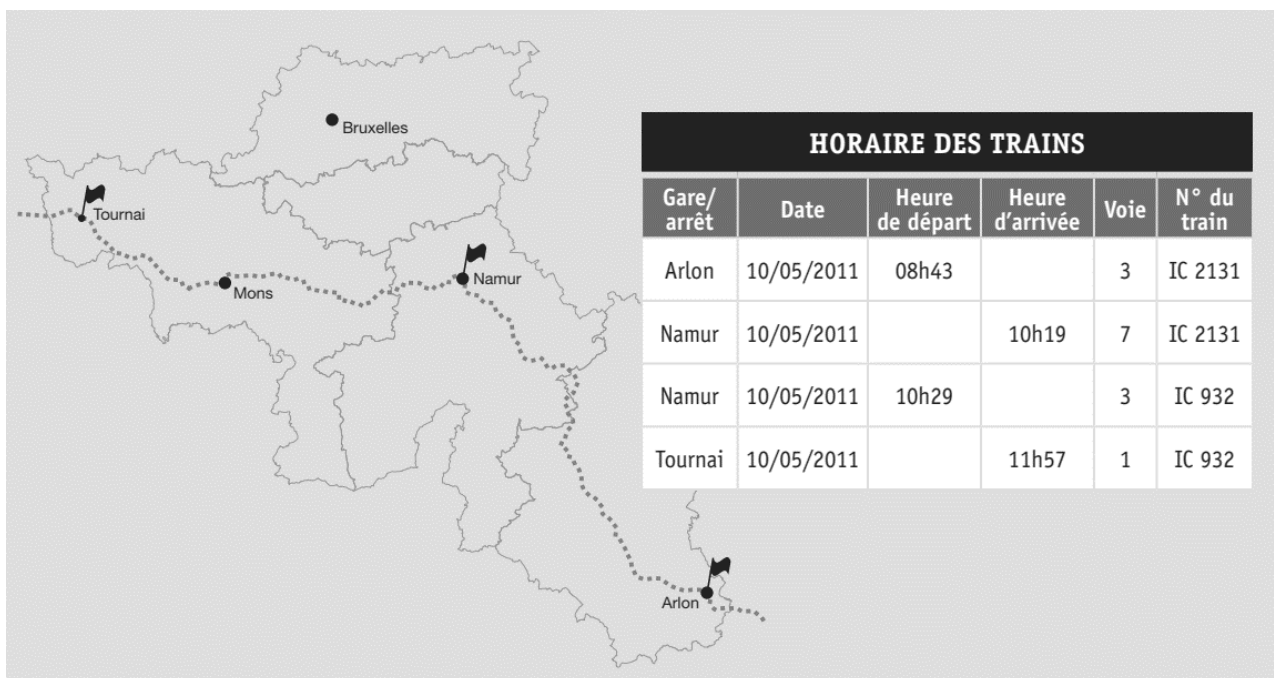 Bruxelles
Tournai
Mons
Namur
Arlon
HORAIRE DES TRAINS
Gare/ arrêt Date Heure de départ Heure d'arrivée Voie N° du train
Arlon 10/05/2011 08h43 3 IC 2131
Namur 10/05/2011 10h19 7 IC 2131
Namur 10/05/2011 10h29 3 IC 932
Tournai 10/05/2011 11h57 1 IC 932